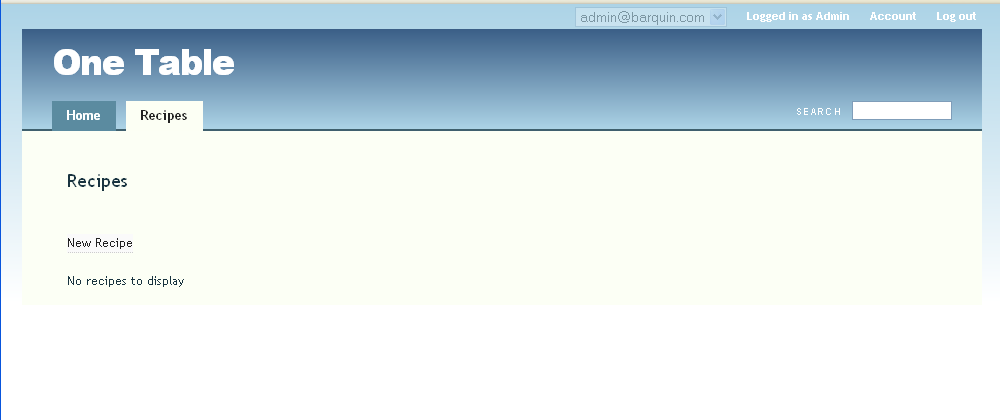 admin@barquin.com Logged in as Admin Account Log out
One Table
Home Recipes SEARCH
Recipes
New Recipe
No recipes to display